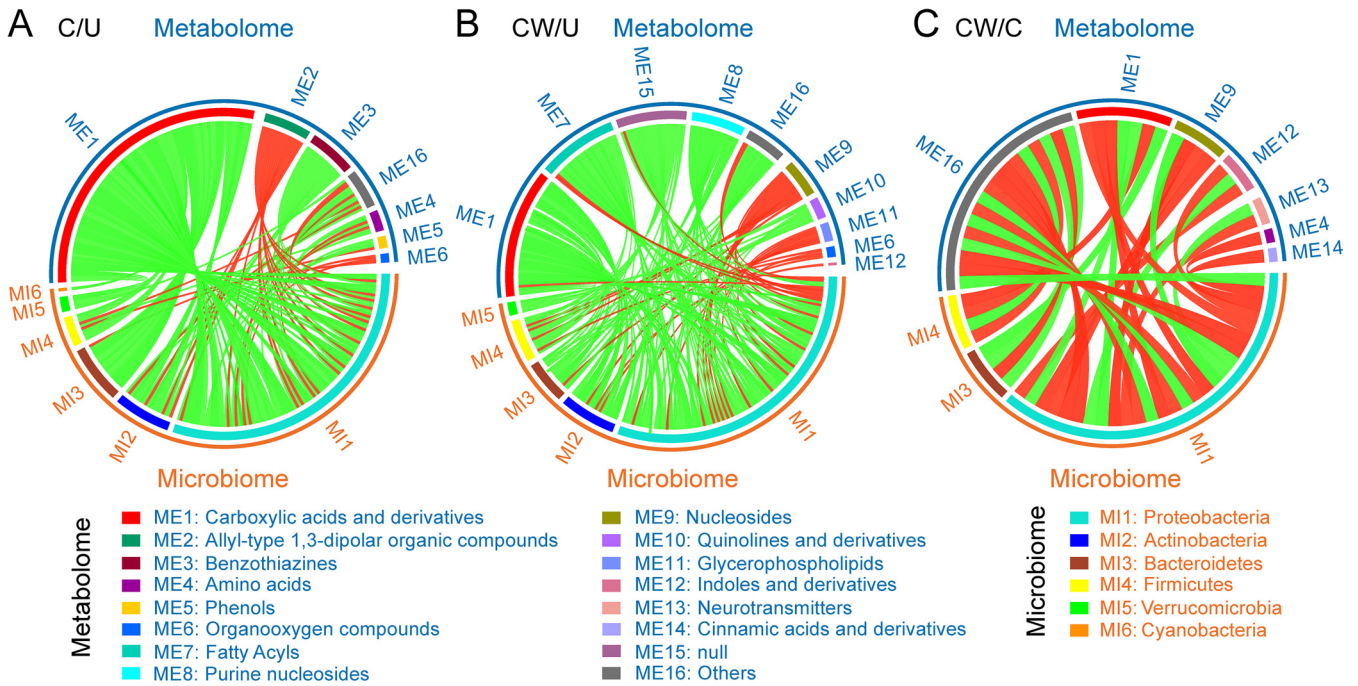 A C/U Metabolome
B CW/U Metabolome
C CW/C Metabolome
ME1
ME2
ME3
ME16
ME4
ME5
ME6
MI6
MI5
MI4
MI3
MI2
MI1
Microbiome
ME1
ME7
ME15
ME8
ME16
ME9
ME10
ME11
ME6
ME12
MI5
MI4
MI3
MI2
MI1
Microbiome
ME16
ME1
ME9
ME12
ME13
ME4
ME14
MI4
MI3
MI1
Microbiome
Metabolome
ME1: Carboxylic acids and derivatives
ME2: Allyl-type 1,3-dipolar organic compounds
ME3: Benzothiazines
ME4: Amino acids
ME5: Phenols
ME6: Organooxygen compounds
ME7: Fatty Acyls
ME8: Purine nucleosides
ME9: Nucleosides
ME10: Quinolines and derivatives
ME11: Glycerophospholipids
ME12: Indoles and derivatives
ME13: Neurotransmitters
ME14: Cinnamic acids and derivatives
ME15: null
ME16: Others
Microbiome
MI1: Proteobacteria
MI2: Actinobacteria
MI3: Bacteroidetes
MI4: Firmicutes
MI5: Verrucomicrobia
MI6: Cyanobacteria